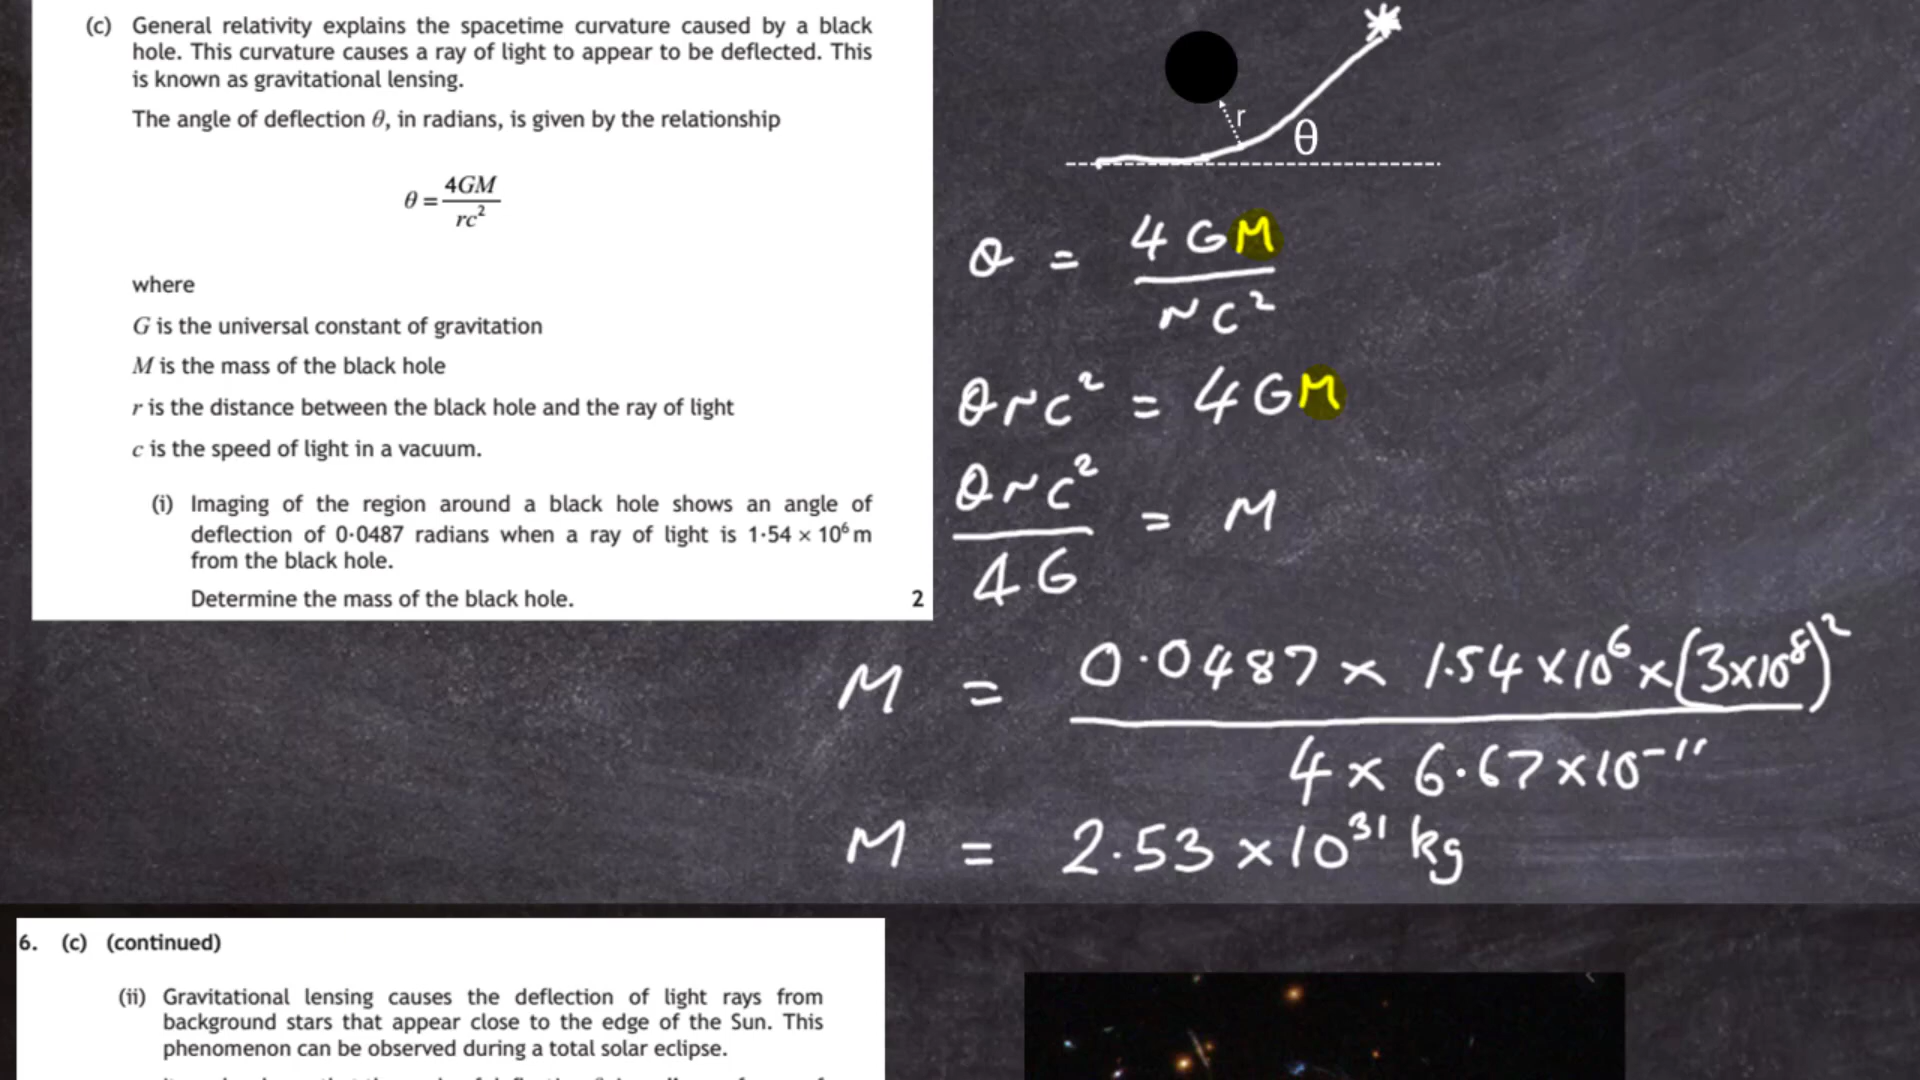 (c) General relativity explains the spacetime curvature caused by a black
hole. This curvature causes a ray of light to appear to be deflected. This
is known as gravitational lensing.
The angle of deflection θ, in radians, is given by the relationship
θ = 4GM / rc²
where
G is the universal constant of gravitation
M is the mass of the black hole
r is the distance between the black hole and the ray of light
c is the speed of light in a vacuum.
(i) Imaging of the region around a black hole shows an angle of
deflection of 0·0487 radians when a ray of light is 1·54 × 10⁶ m
from the black hole.
Determine the mass of the black hole. 2
r
θ
θ = 4GM / rc²
θrc² = 4GM
θrc² / 4G = M
M = 0·0487 × 1.54 × 10⁶ × (3×10⁸)² / 4 × 6.67 × 10⁻¹¹
M = 2.53 × 10³¹ kg
6. (c) (continued)
(ii) Gravitational lensing causes the deflection of light rays from
background stars that appear close to the edge of the Sun. This
phenomenon can be observed during a total solar eclipse.